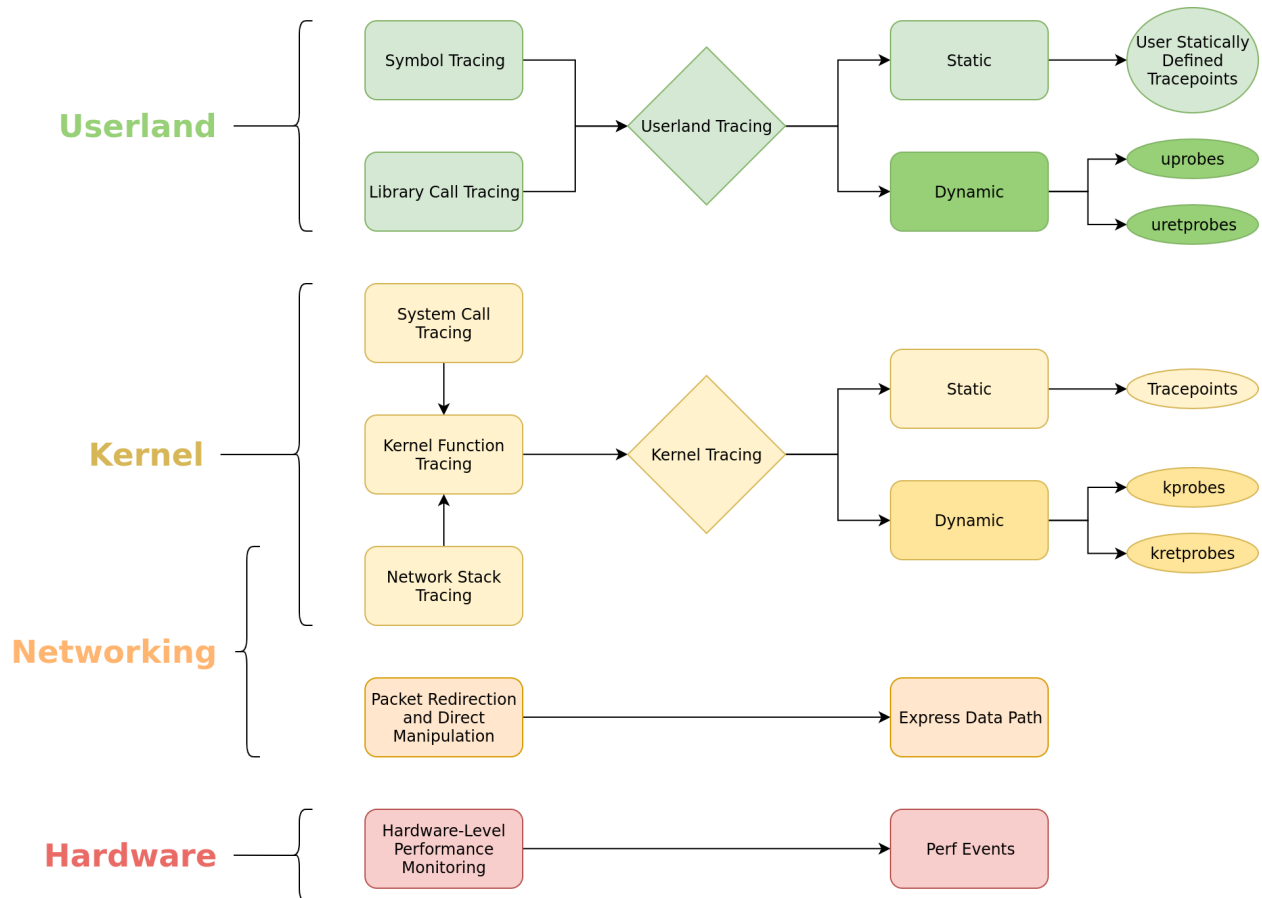 Userland
Symbol Tracing
Library Call Tracing
Userland Tracing
Static
User Statically
Defined
Tracepoints
Dynamic
uprobes
uretprobes
Kernel
System Call
Tracing
Kernel Function
Tracing
Network Stack
Tracing
Kernel Tracing
Static
Tracepoints
Dynamic
kprobes
kretprobes
Networking
Packet Redirection
and Direct
Manipulation
Express Data Path
Hardware
Hardware-Level
Performance
Monitoring
Perf Events